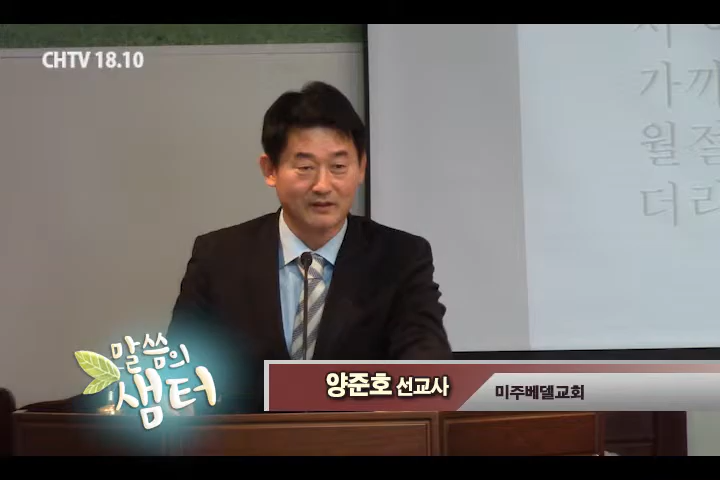 CHTV 18.10
가까
월절
더리
말씀의
샘터
양준호 선교사
미주베델교회